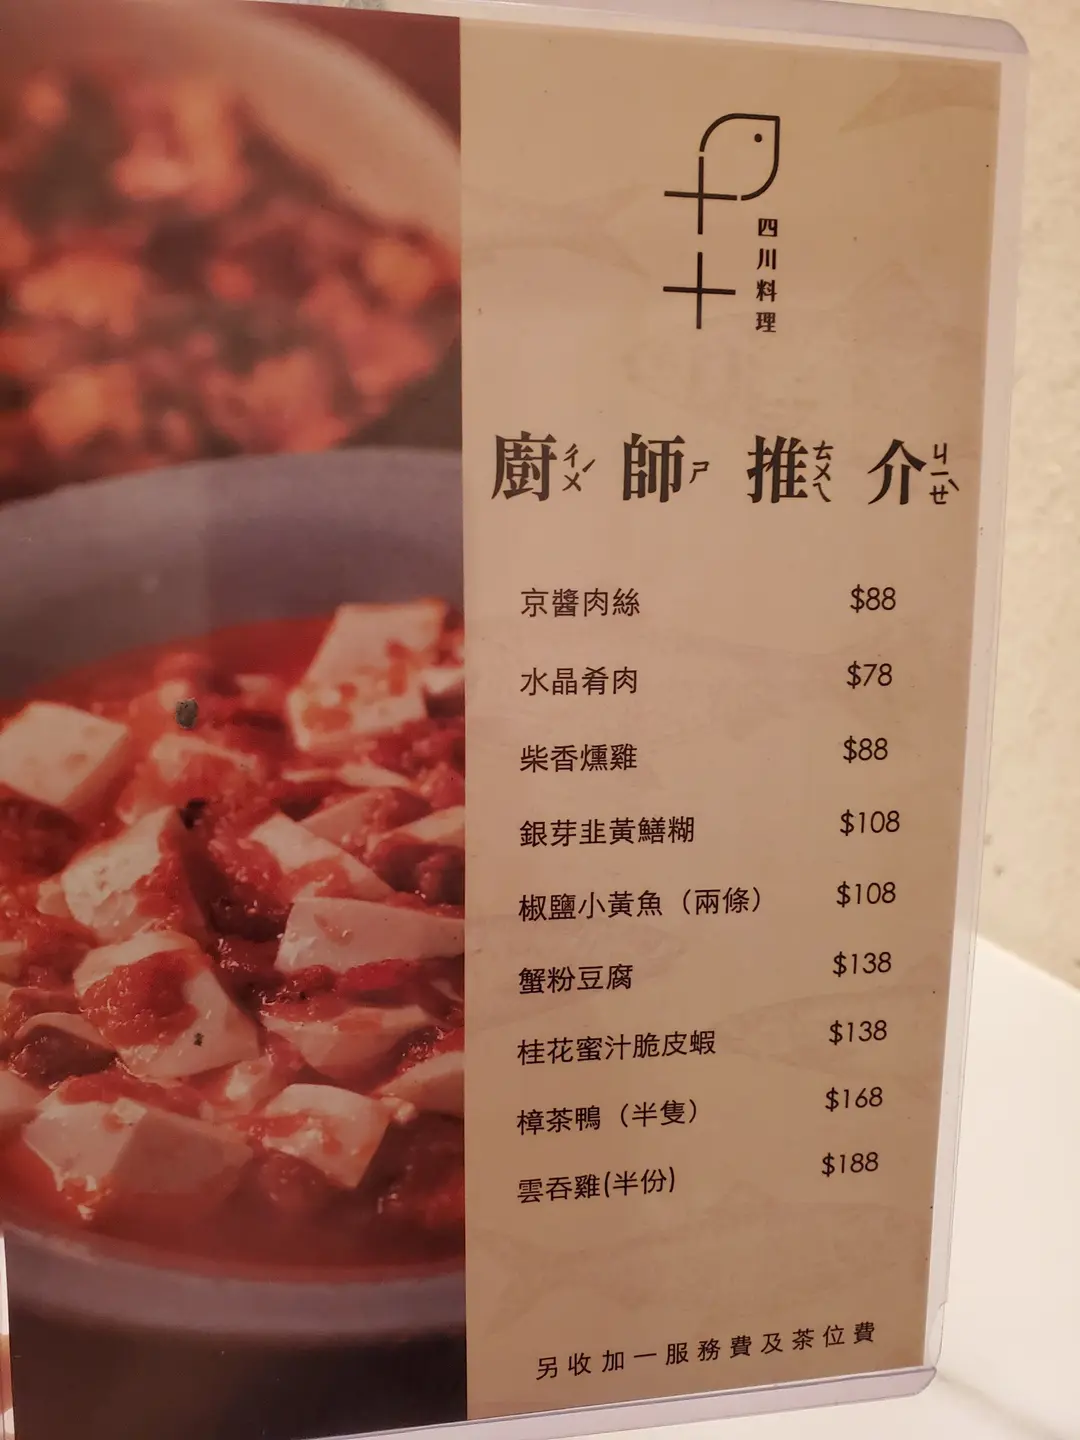 四川料理
廚ㄔㄨˊ 師ㄕ 推ㄊㄨㄟ 介ㄐㄧㄝˋ
京醬肉絲 $88
水晶肴肉 $78
柴香燻雞 $88
銀芽韭黃鱔糊 $108
椒鹽小黃魚（兩條） $108
蟹粉豆腐 $138
桂花蜜汁脆皮蝦 $138
樟茶鴨（半隻） $168
雲吞雞(半份) $188
另收加一服務費及茶位費